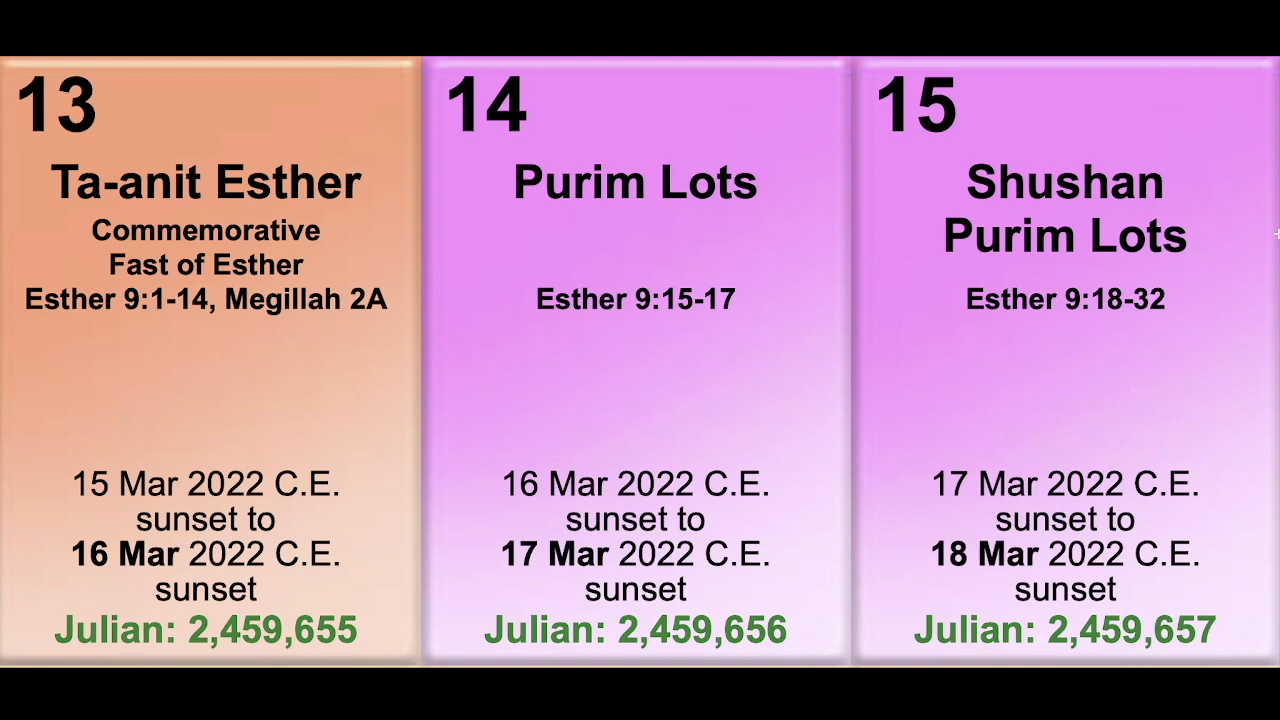 13
Ta-anit Esther
Commemorative
Fast of Esther
Esther 9:1-14, Megillah 2A
15 Mar 2022 C.E.
sunset to
16 Mar 2022 C.E.
sunset
Julian: 2,459,655
14
Purim Lots
Esther 9:15-17
16 Mar 2022 C.E.
sunset to
17 Mar 2022 C.E.
sunset
Julian: 2,459,656
15
Shushan
Purim Lots
Esther 9:18-32
17 Mar 2022 C.E.
sunset to
18 Mar 2022 C.E.
sunset
Julian: 2,459,657